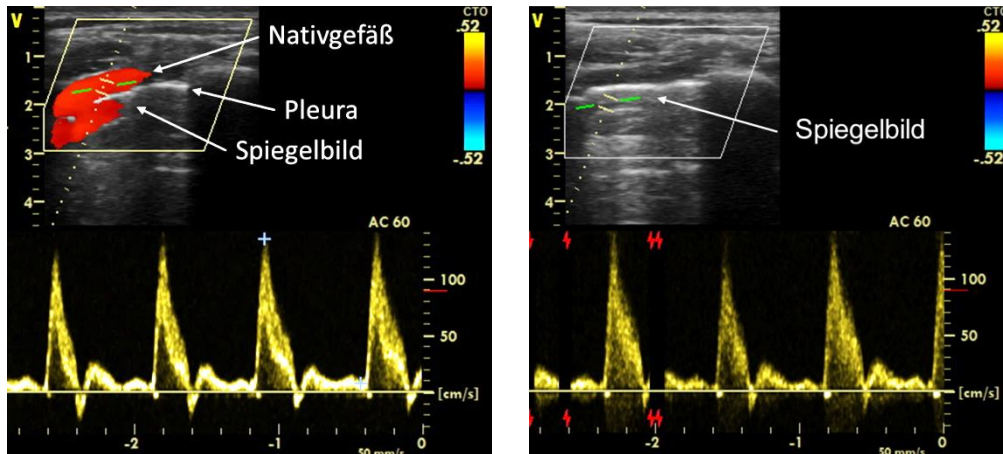 V
CTO
.52
-.52
1
2
3
4
Nativgefäß
Pleura
Spiegelbild
AC 60
100
50
[cm/s]
-2
-1
0
50 mm/s
V
CTO
.52
-.52
1
2
3
4
Spiegelbild
AC 60
100
50
[cm/s]
-2
-1
0
50 mm/s